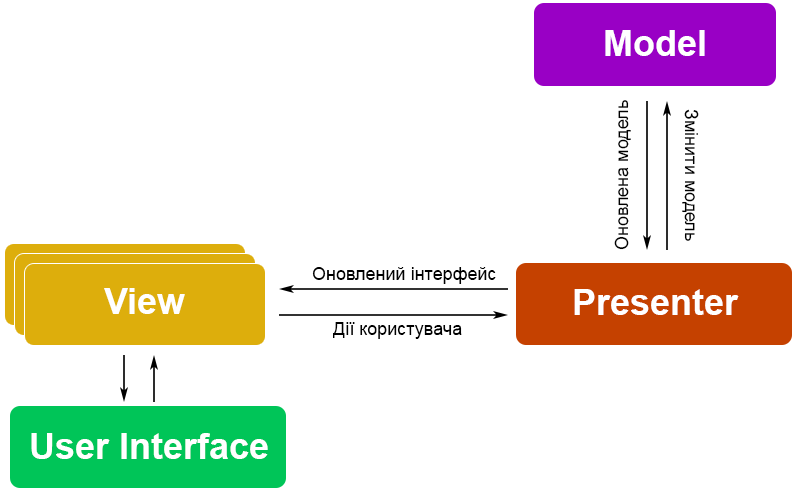 Model
Оновлена модель
Змінити модель
View
Оновлений інтерфейс
Дії користувача
Presenter
User Interface